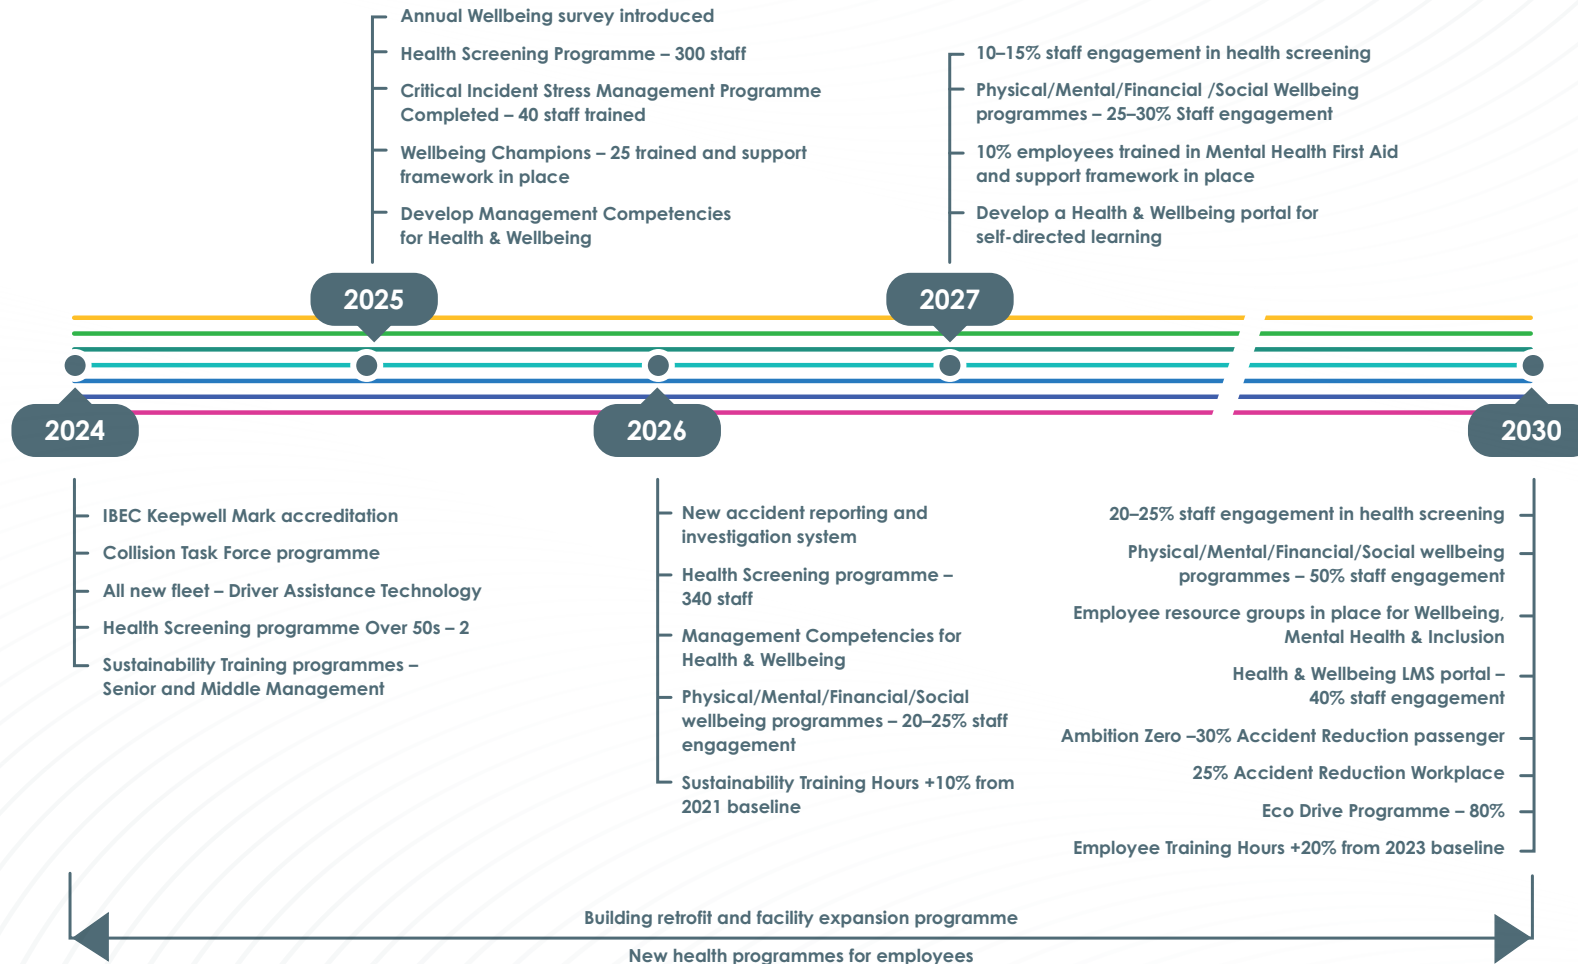 Annual Wellbeing survey introduced
Health Screening Programme – 300 staff
Critical Incident Stress Management Programme
Completed – 40 staff trained
Wellbeing Champions – 25 trained and support
framework in place
Develop Management Competencies
for Health & Wellbeing
10–15% staff engagement in health screening
Physical/Mental/Financial /Social Wellbeing
programmes – 25–30% Staff engagement
10% employees trained in Mental Health First Aid
and support framework in place
Develop a Health & Wellbeing portal for
self-directed learning
2025
2027
2024
2026
2030
IBEC Keepwell Mark accreditation
Collision Task Force programme
All new fleet – Driver Assistance Technology
Health Screening programme Over 50s – 2
Sustainability Training programmes –
Senior and Middle Management
New accident reporting and
investigation system
Health Screening programme –
340 staff
Management Competencies for
Health & Wellbeing
Physical/Mental/Financial/Social
wellbeing programmes – 20–25% staff
engagement
Sustainability Training Hours +10% from
2021 baseline
20–25% staff engagement in health screening
Physical/Mental/Financial/Social wellbeing
programmes – 50% staff engagement
Employee resource groups in place for Wellbeing,
Mental Health & Inclusion
Health & Wellbeing LMS portal –
40% staff engagement
Ambition Zero –30% Accident Reduction passenger
25% Accident Reduction Workplace
Eco Drive Programme – 80%
Employee Training Hours +20% from 2023 baseline
Building retrofit and facility expansion programme
New health programmes for employees